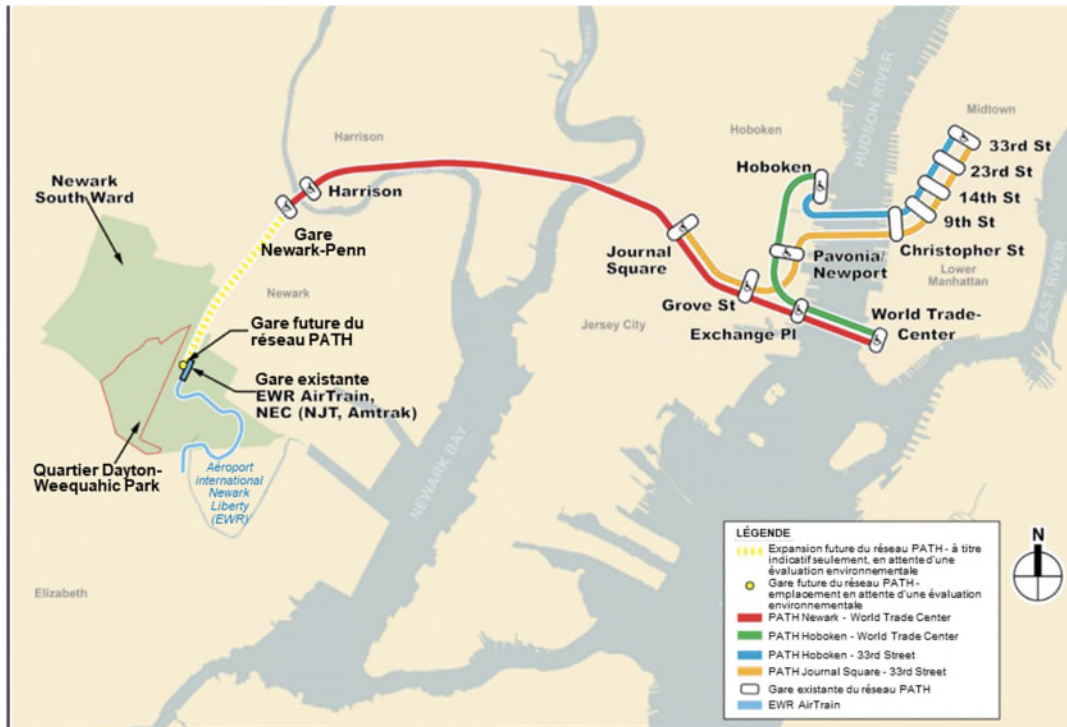 Midtown
HUDSON RIVER
Hoboken
Harrison
33rd St
23rd St
14th St
9th St
Christopher St
Lower
Manhattan
EAST RIVER
Hoboken
Pavonia/
Newport
Newark
South Ward
Harrison
Gare
Newark-Penn
Journal
Square
Grove St
Exchange Pl
World Trade-
Center
Jersey City
Newark
Gare future du
réseau PATH
Gare existante
EWR AirTrain,
NEC (NJT, Amtrak)
Quartier Dayton-
Weequahic Park
Aéroport
international
Newark
Liberty
(EWR)
NEWARK BAY
Elizabeth
LÉGENDE
Expansion future du réseau PATH - à titre
indicatif seulement, en attente d'une
évaluation environnementale
Gare future du réseau PATH -
emplacement en attente d'une évaluation
environnementale
PATH Newark - World Trade Center
PATH Hoboken - World Trade Center
PATH Hoboken - 33rd Street
PATH Journal Square - 33rd Street
Gare existante du réseau PATH
EWR AirTrain
N